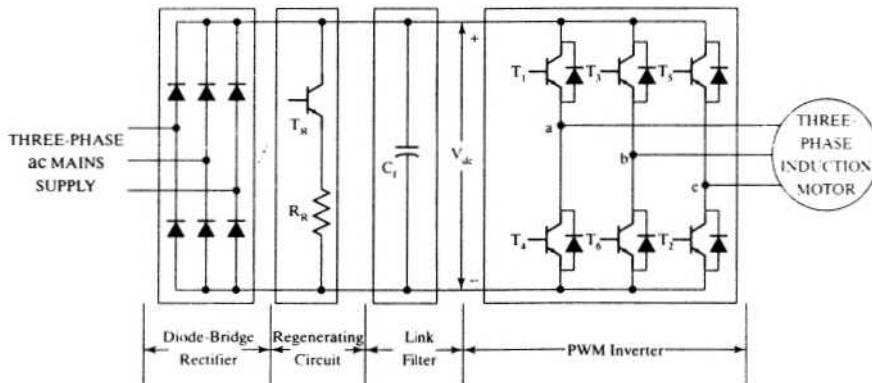 THREE-PHASE
ac MAINS
SUPPLY
T_R
R_R
C_f
+
V_dc
−
T_1
T_3
T_5
a
b
c
T_4
T_6
T_2
THREE-
PHASE
INDUCTION
MOTOR
Diode-Bridge
Rectifier
Regenerating
Circuit
Link
Filter
PWM Inverter